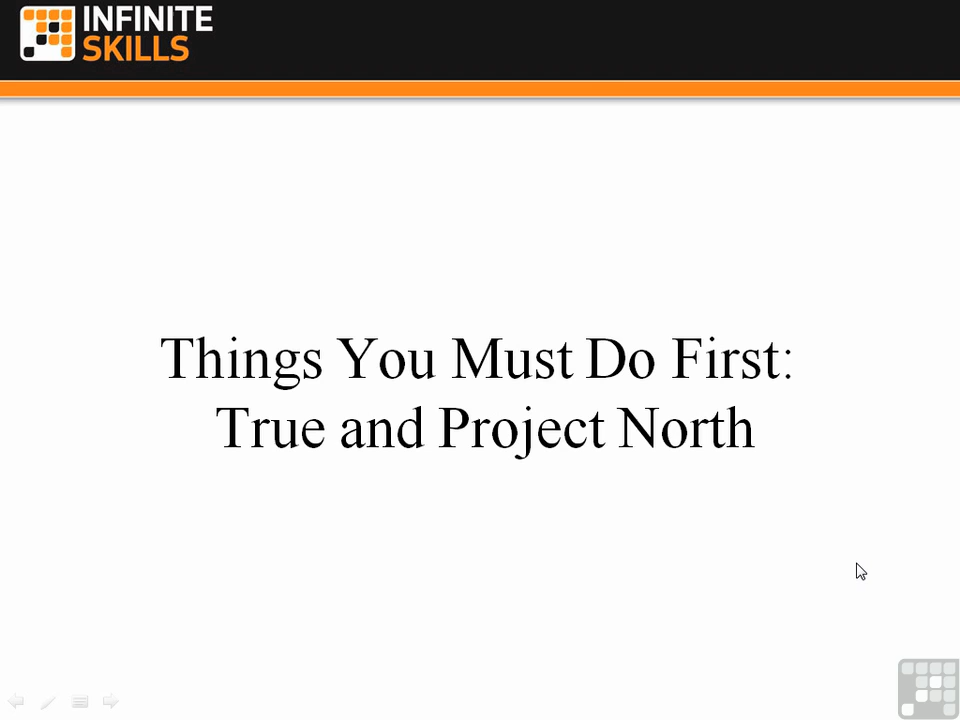 INFINITE
SKILLS
Things You Must Do First:
True and Project North